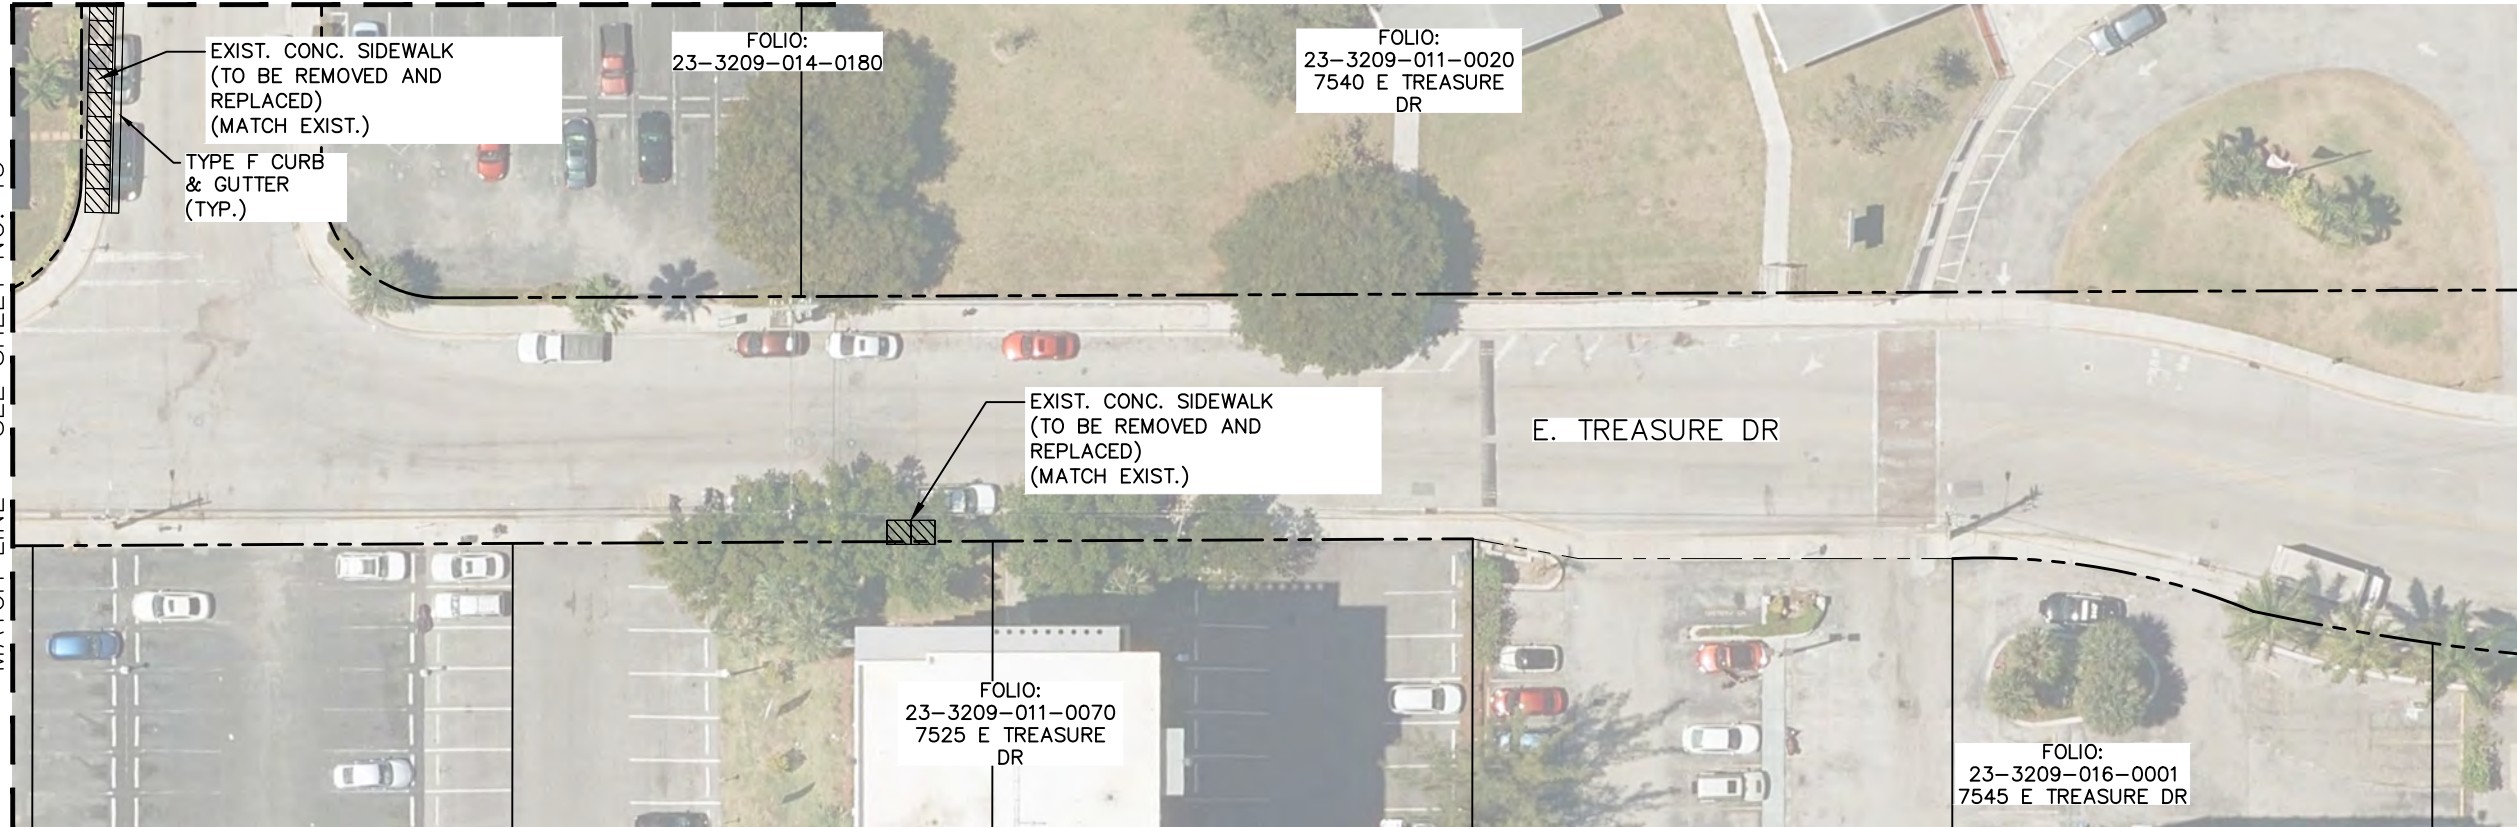 EXIST. CONC. SIDEWALK
(TO BE REMOVED AND
REPLACED)
(MATCH EXIST.)
TYPE F CURB
& GUTTER
(TYP.)
FOLIO:
23-3209-014-0180
FOLIO:
23-3209-011-0020
7540 E TREASURE
DR
EXIST. CONC. SIDEWALK
(TO BE REMOVED AND
REPLACED)
(MATCH EXIST.)
E. TREASURE DR
FOLIO:
23-3209-011-0070
7525 E TREASURE
DR
FOLIO:
23-3209-016-0001
7545 E TREASURE DR